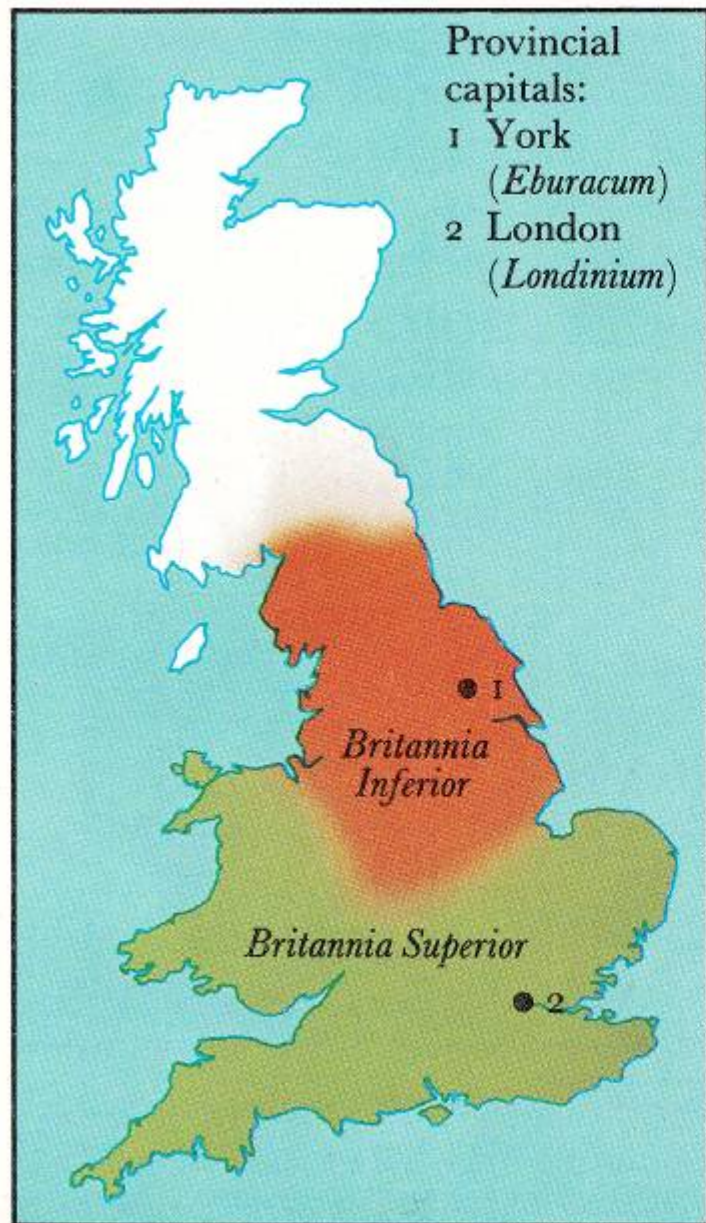 Provincial
capitals:
1 York
(Eburacum)
2 London
(Londinium)
1
Britannia
Inferior
Britannia Superior
2